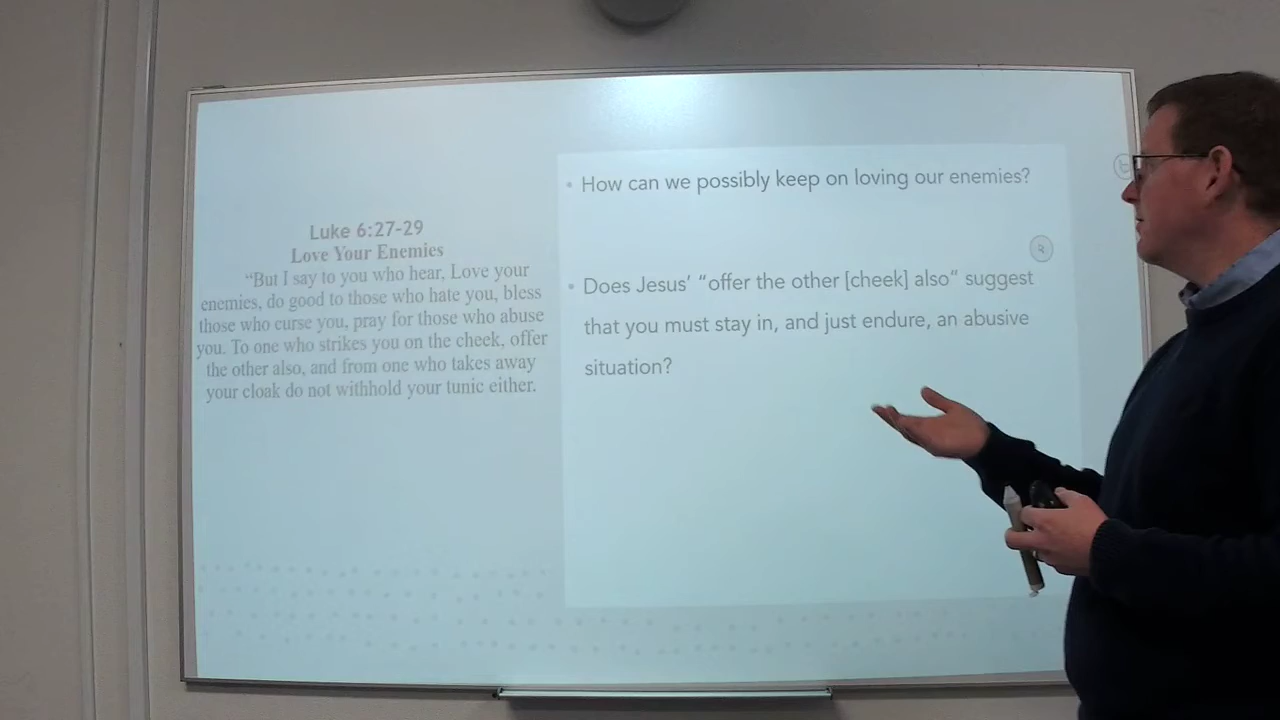 Luke 6:27-29
Love Your Enemies
“But I say to you who hear, Love your
enemies, do good to those who hate you, bless
those who curse you, pray for those who abuse
you. To one who strikes you on the cheek, offer
the other also, and from one who takes away
your cloak do not withhold your tunic either.
• How can we possibly keep on loving our enemies?
• Does Jesus’ “offer the other [cheek] also“ suggest
that you must stay in, and just endure, an abusive
situation?